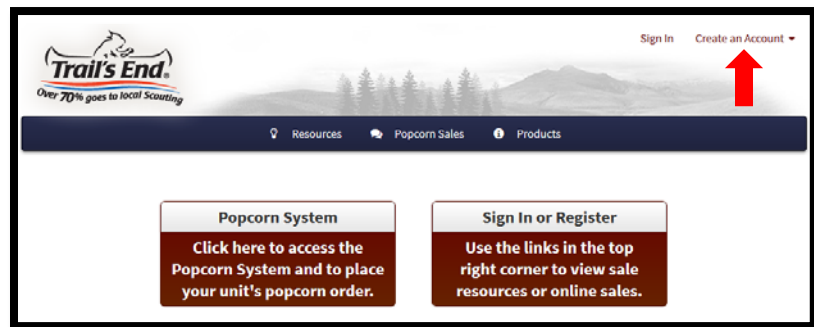 Sign In Create an Account
Trail's End®
Over 70% goes to local Scouting
Resources Popcorn Sales Products
Popcorn System
Click here to access the
Popcorn System and to place
your unit's popcorn order.
Sign In or Register
Use the links in the top
right corner to view sale
resources or online sales.